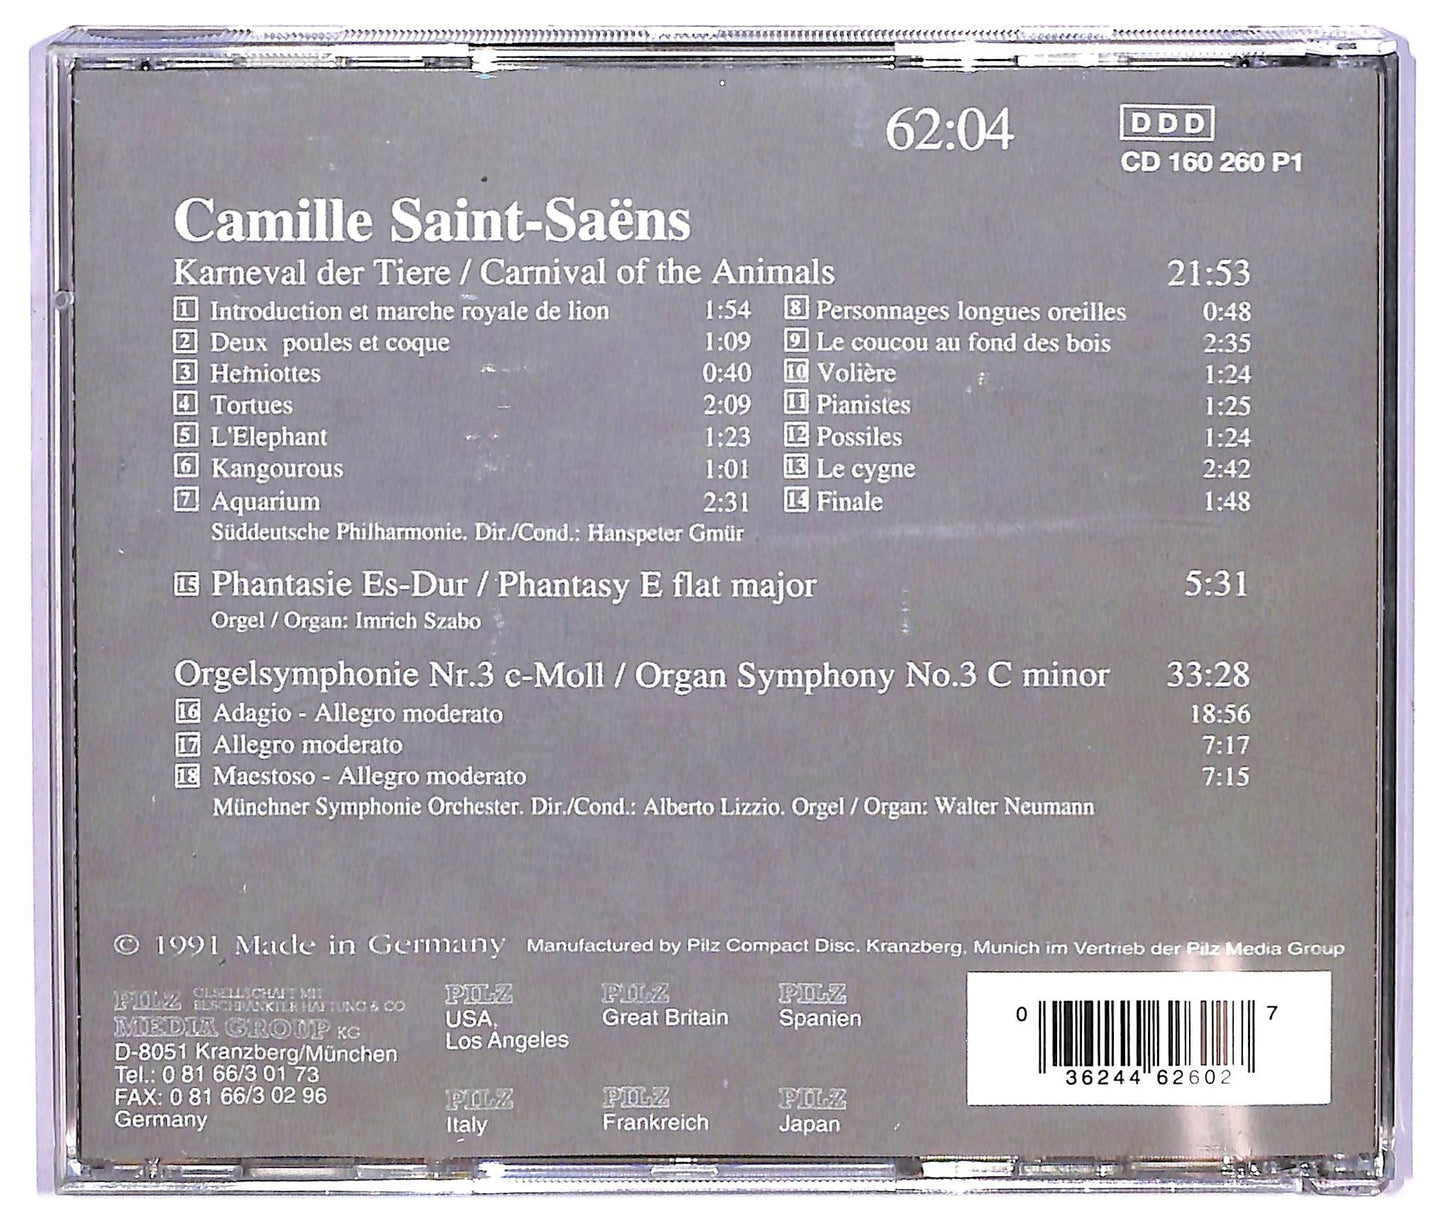 62:04
DDD
CD 160 260 P1
Camille Saint-Saëns
Karneval der Tiere / Carnival of the Animals 21:53
1 Introduction et marche royale de lion 1:54
2 Deux poules et coque 1:09
3 Hemiottes 0:40
4 Tortues 2:09
5 L'Elephant 1:23
6 Kangourous 1:01
7 Aquarium 2:31
8 Personnages longues oreilles 0:48
9 Le coucou au fond des bois 2:35
10 Volière 1:24
11 Pianistes 1:25
12 Possiles 1:24
13 Le cygne 2:42
14 Finale 1:48
Süddeutsche Philharmonie. Dir./Cond.: Hanspeter Gmür
15 Phantasie Es-Dur / Phantasy E flat major 5:31
Orgel / Organ: Imrich Szabo
Orgelsymphonie Nr.3 c-Moll / Organ Symphony No.3 C minor 33:28
16 Adagio - Allegro moderato 18:56
17 Allegro moderato 7:17
18 Maestoso - Allegro moderato 7:15
Münchner Symphonie Orchester. Dir./Cond.: Alberto Lizzio. Orgel / Organ: Walter Neumann
© 1991 Made in Germany Manufactured by Pilz Compact Disc. Kranzberg, Munich im Vertrieb der Pilz Media Group
PILZ GESELLSCHAFT MIT
BESCHRÄNKTER HAFTUNG & CO
MEDIA GROUP KG
D-8051 Kranzberg/München
Tel.: 0 81 66/3 01 73
FAX: 0 81 66/3 02 96
Germany
PILZ
USA,
Los Angeles
PILZ
Great Britain
PILZ
Spanien
PILZ
Italy
PILZ
Frankreich
PILZ
Japan
0 36244 62602 7